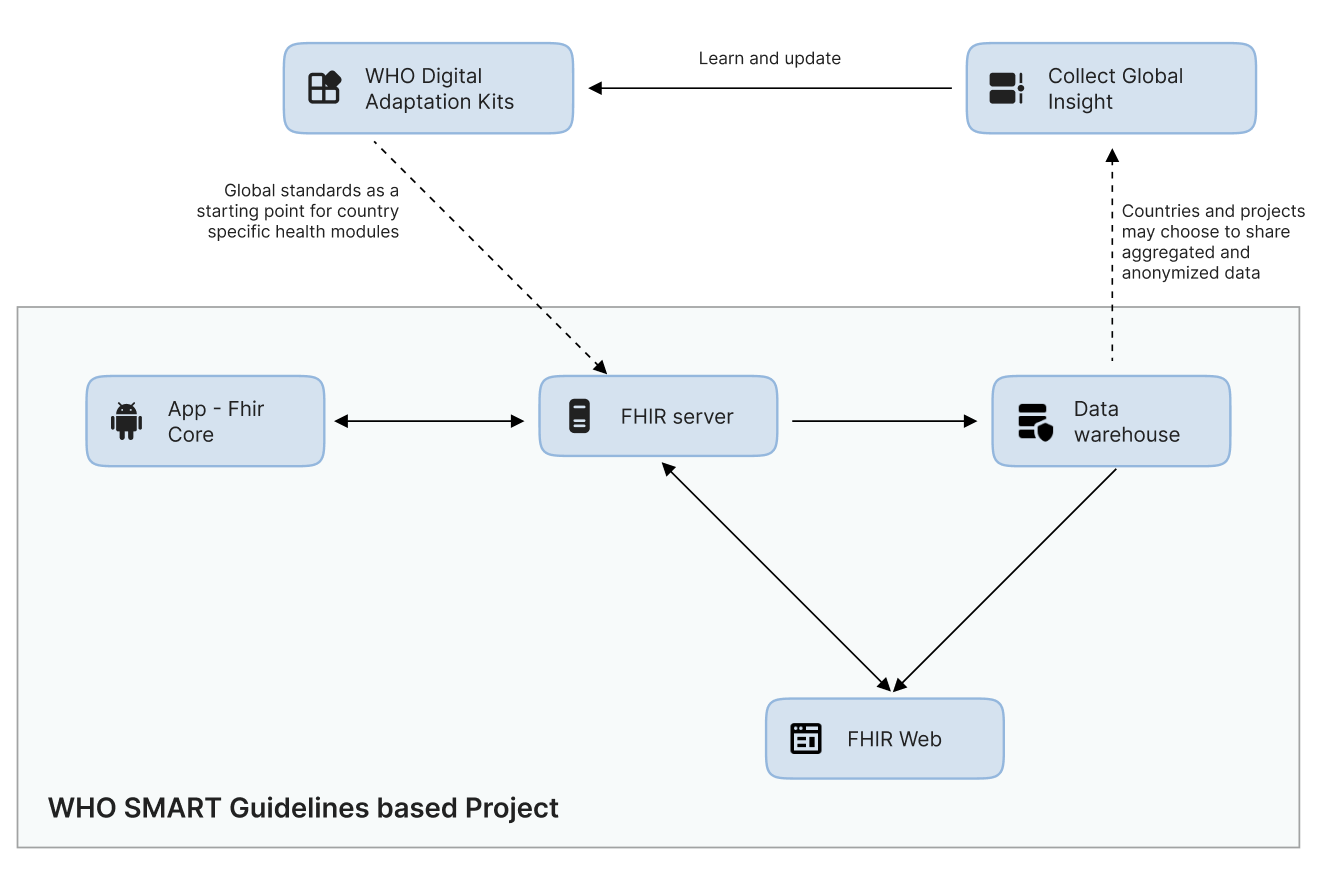 WHO Digital
Adaptation Kits
Learn and update
Collect Global
Insight
Global standards as a
starting point for country
specific health modules
Countries and projects
may choose to share
aggregated and
anonymized data
App - Fhir
Core
FHIR server
Data
warehouse
FHIR Web
WHO SMART Guidelines based Project